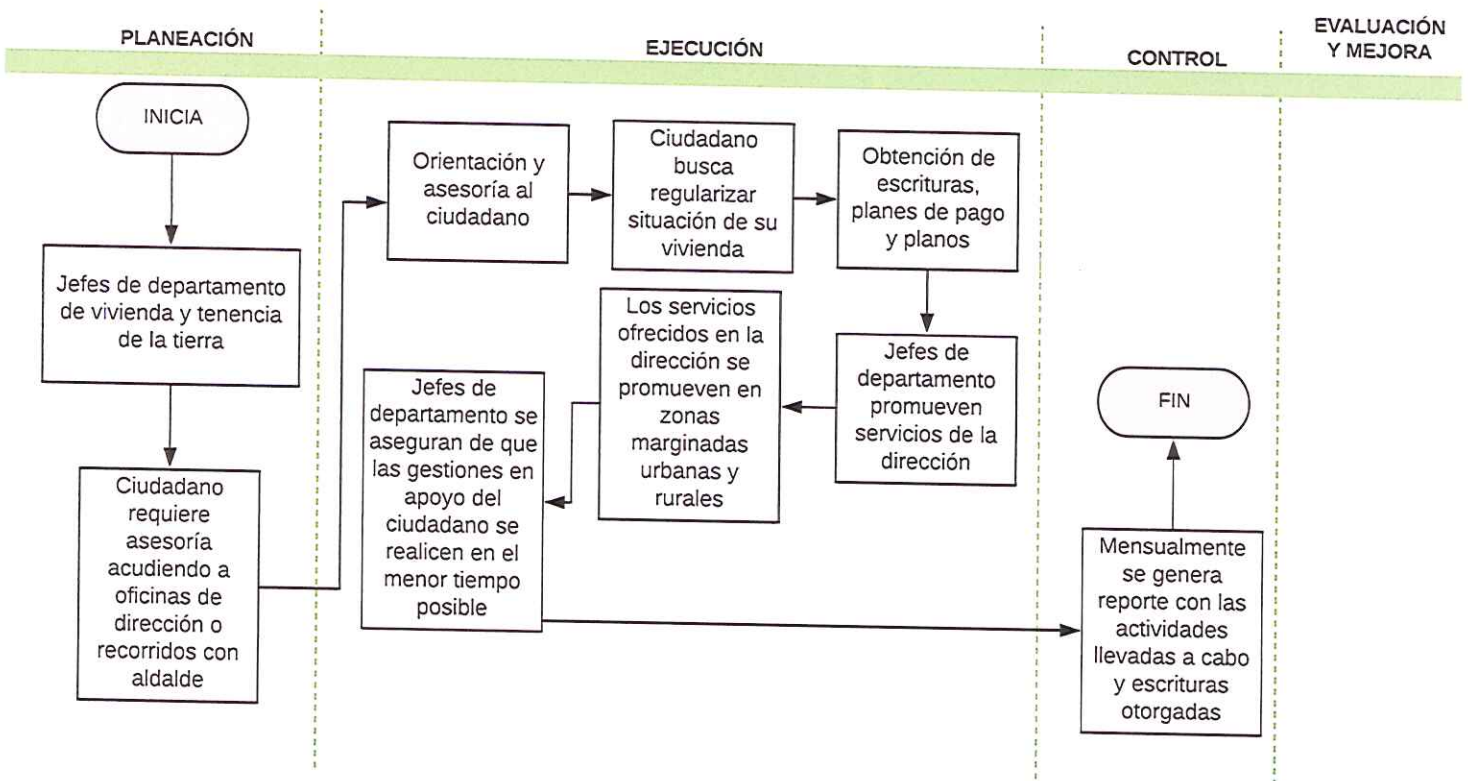 PLANEACIÓN
EJECUCIÓN
CONTROL
EVALUACIÓN
Y MEJORA
INICIA
Jefes de departamento
de vivienda y tenencia
de la tierra
Ciudadano
requiere
asesoría
acudiendo a
oficinas de
dirección o
recorridos con
aldalde
Orientación y
asesoría al
ciudadano
Ciudadano
busca
regularizar
situación de su
vivienda
Obtención de
escrituras,
planes de pago
y planos
Jefes de
departamento
promueven
servicios de la
dirección
Los servicios
ofrecidos en la
dirección se
promueven en
zonas
marginadas
urbanas y
rurales
Jefes de
departamento se
aseguran de que
las gestiones en
apoyo del
ciudadano se
realicen en el
menor tiempo
posible
Mensualmente
se genera
reporte con las
actividades
llevadas a cabo
y escrituras
otorgadas
FIN